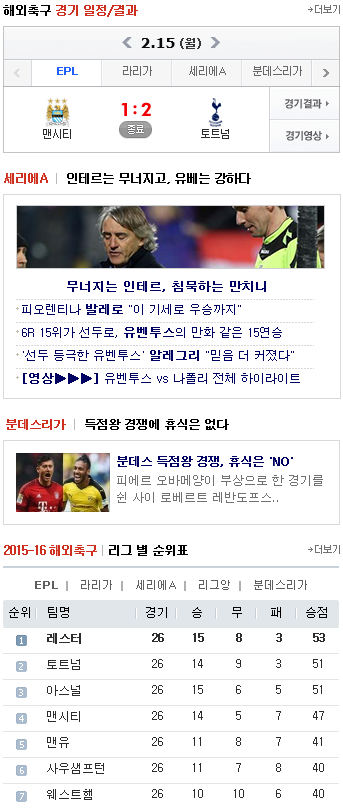 해외축구 경기 일정/결과 →더보기
2.15 (월)
EPL 라리가 세리에A 분데스리가
1:2 경기결과
종료
맨시티 토트넘 경기영상
세리에A | 인테르는 무너지고, 유베는 강하다
무너지는 인테르, 침묵하는 만치니
피오렌티나 발레로 "이 기세로 우승까지"
6R 15위가 선두로, 유벤투스의 만화 같은 15연승
'선두 등극한 유벤투스' 알레그리 "믿음 더 커졌다"
[영상▶▶▶] 유벤투스 vs 나폴리 전체 하이라이트
분데스리가 | 득점왕 경쟁에 휴식은 없다
분데스 득점왕 경쟁, 휴식은 'NO'
피에르 오바메양이 부상으로 한 경기를
쉰 사이 로베르트 레반도프스..
2015-16 해외축구 | 리그 별 순위표 →더보기
EPL | 라리가 | 세리에A | 리그앙 | 분데스리가
순위 팀명 경기 승 무 패 승점
1 레스터 26 15 8 3 53
2 토트넘 26 14 9 3 51
3 아스널 26 15 6 5 51
4 맨시티 26 14 5 7 47
5 맨유 26 11 8 7 41
6 사우샘프턴 26 11 7 8 40
7 웨스트햄 26 10 10 6 40